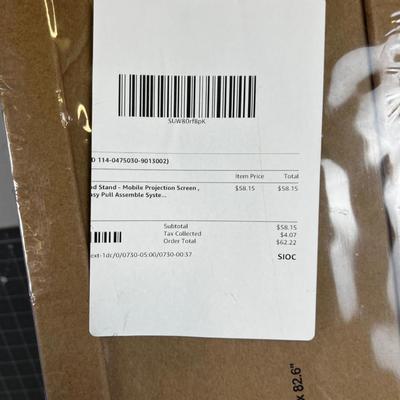 SUW80rf8pK
D 114-0475030-9013002)
Item Price Total
nd Stand - Mobile Projection Screen , $58.15 $58.15
asy Pull Assemble Syste...
Subtotal $58.15
Tax Collected $4.07
Order Total $62.22
ext-1dc/0/0730-05:00/0730-00:37 SIOC
x 82.6"